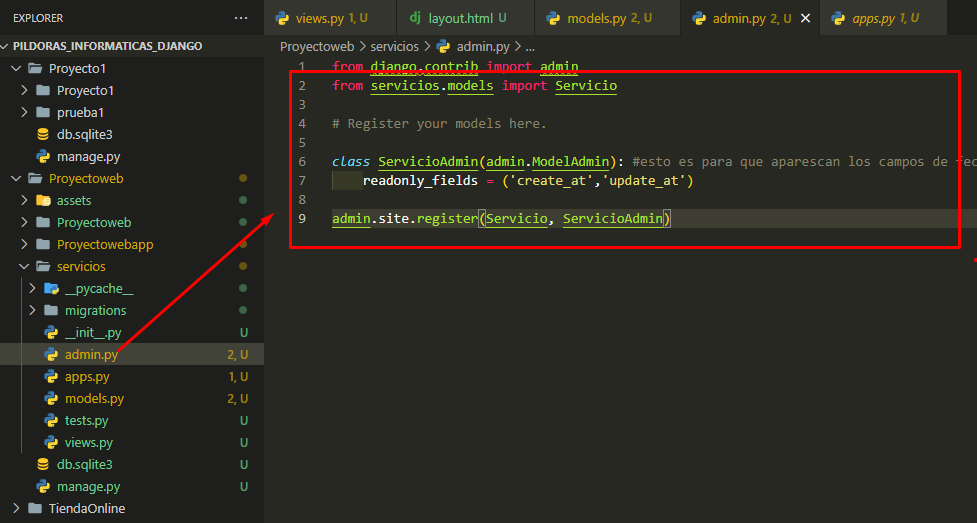 EXPLORER ...
PILDORAS_INFORMATICAS_DJANGO
Proyecto1
Proyecto1
prueba1
db.sqlite3
manage.py
Proyectoweb
assets
Proyectoweb
Proyectowebapp
servicios
__pycache__
migrations
__init__.py U
admin.py 2, U
apps.py 1, U
models.py 2, U
tests.py U
views.py U
db.sqlite3 U
manage.py U
TiendaOnline
views.py 1, U
dj layout.html U
models.py 2, U
admin.py 2, U
apps.py 1, U
Proyectoweb > servicios > admin.py > ...
1 from django.contrib import admin
2 from servicios.models import Servicio
3
4 # Register your models here.
5
6 class ServicioAdmin(admin.ModelAdmin): #esto es para que aparescan los campos de fec
7 readonly_fields = ('create_at','update_at')
8
9 admin.site.register(Servicio, ServicioAdmin)